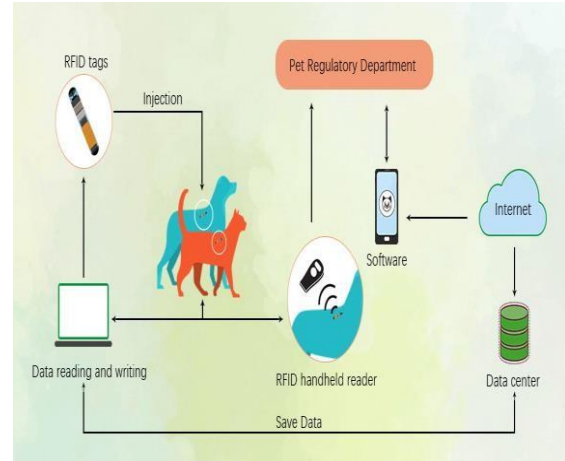 RFID tags
Injection
Pet Regulatory Department
Internet
Software
Data reading and writing
RFID handheld reader
Data center
Save Data